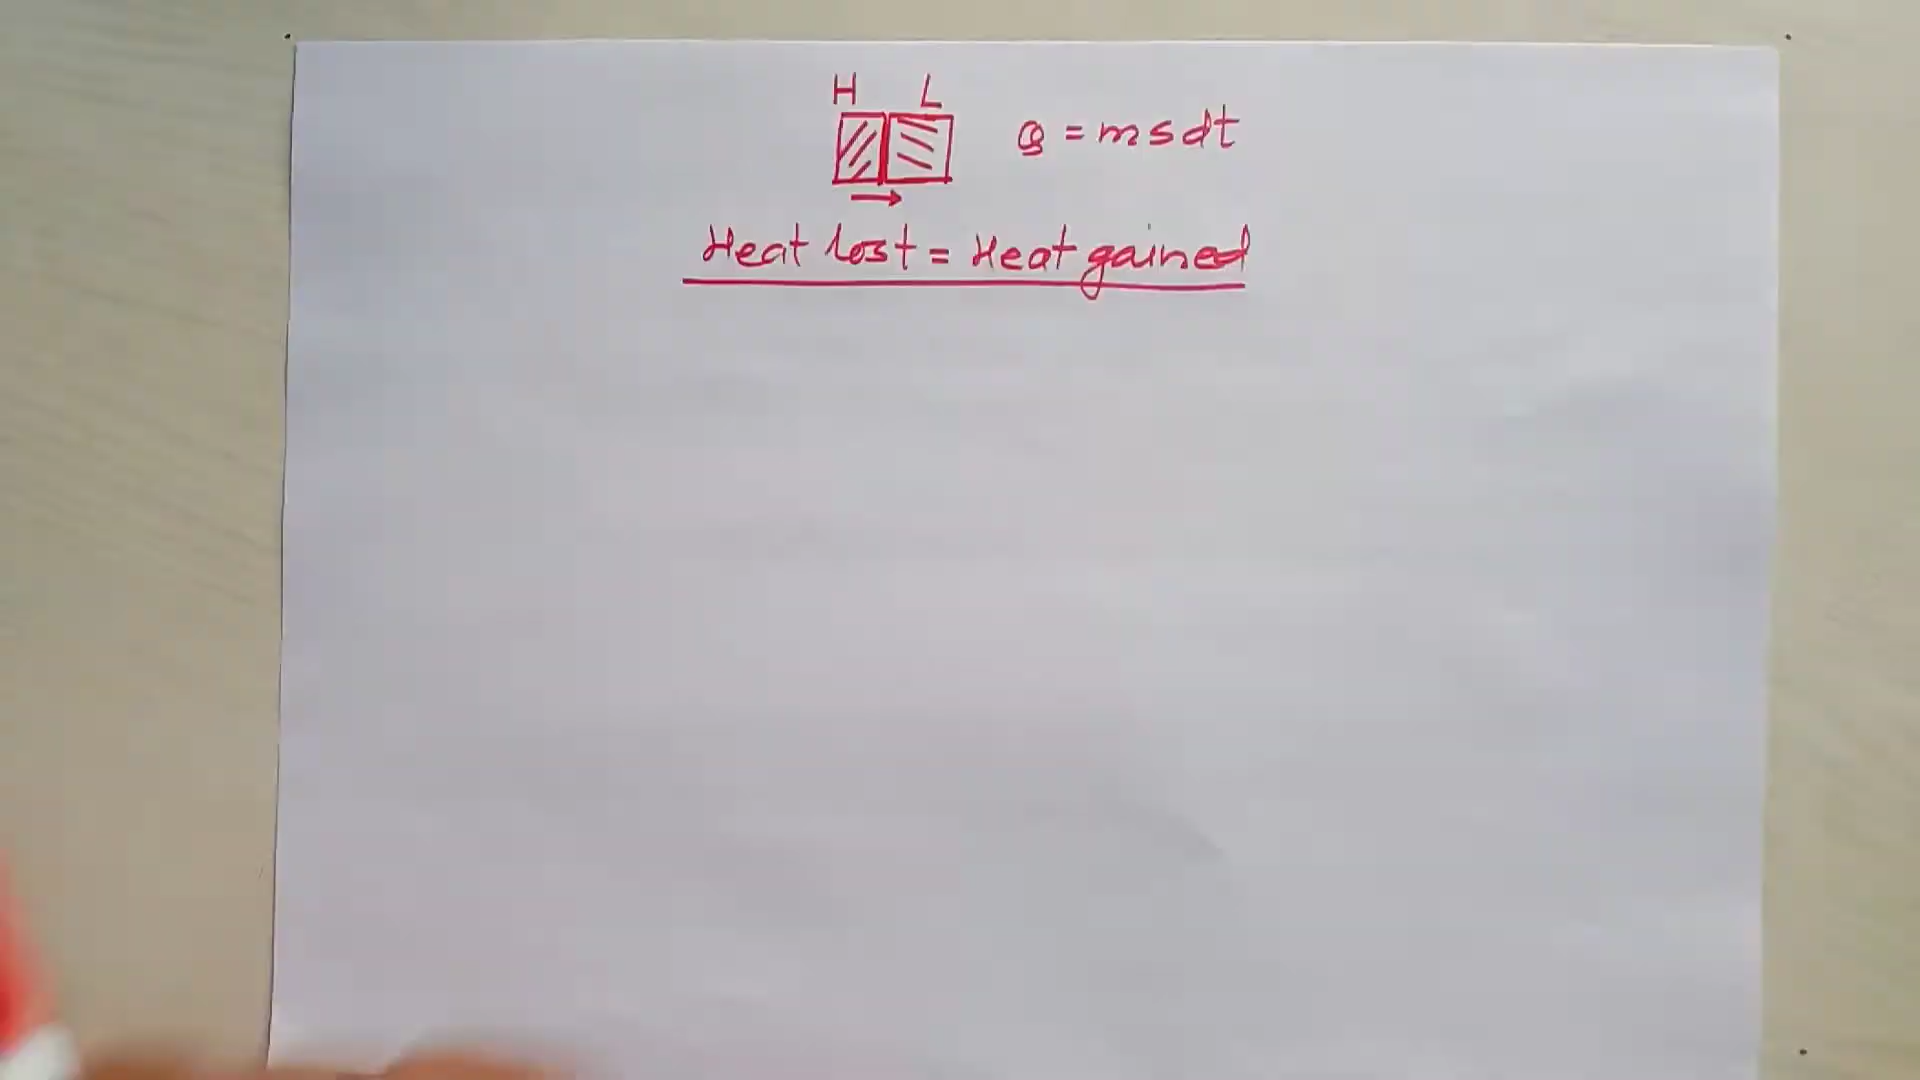 H L
Q = msdt
Heat lost = Heat gained